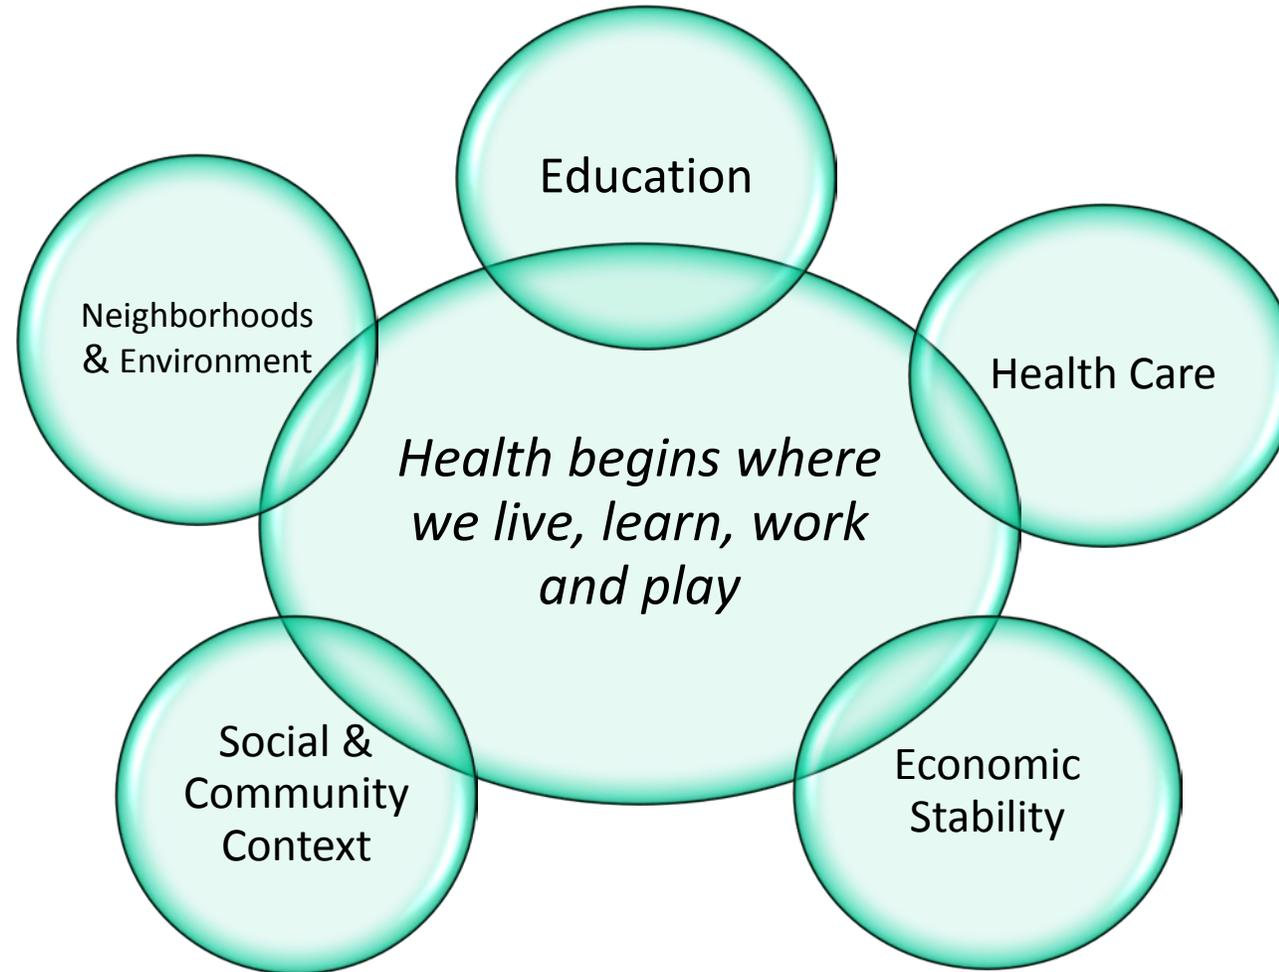 Education
Neighborhoods
& Environment
Health Care
Health begins where
we live, learn, work
and play
Social &
Community
Context
Economic
Stability